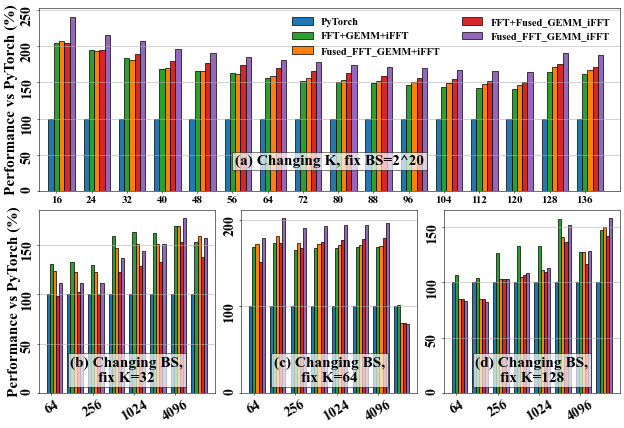 Performance vs PyTorch (%)
200
150
100
50
0
250
PyTorch
FFT+GEMM+iFFT
Fused_FFT_GEMM+iFFT
FFT+Fused_GEMM_iFFT
Fused_FFT_GEMM_iFFT
(a) Changing K, fix BS=2^20
16 24 32 40 48 56 64 72 80 88 96 104 112 120 128 136
Performance vs PyTorch (%)
150
100
50
0
(b) Changing BS,
fix K=32
64 256 1024 4096
200
100
0
(c) Changing BS,
fix K=64
64 256 1024 4096
150
100
50
0
(d) Changing BS,
fix K=128
64 256 1024 4096